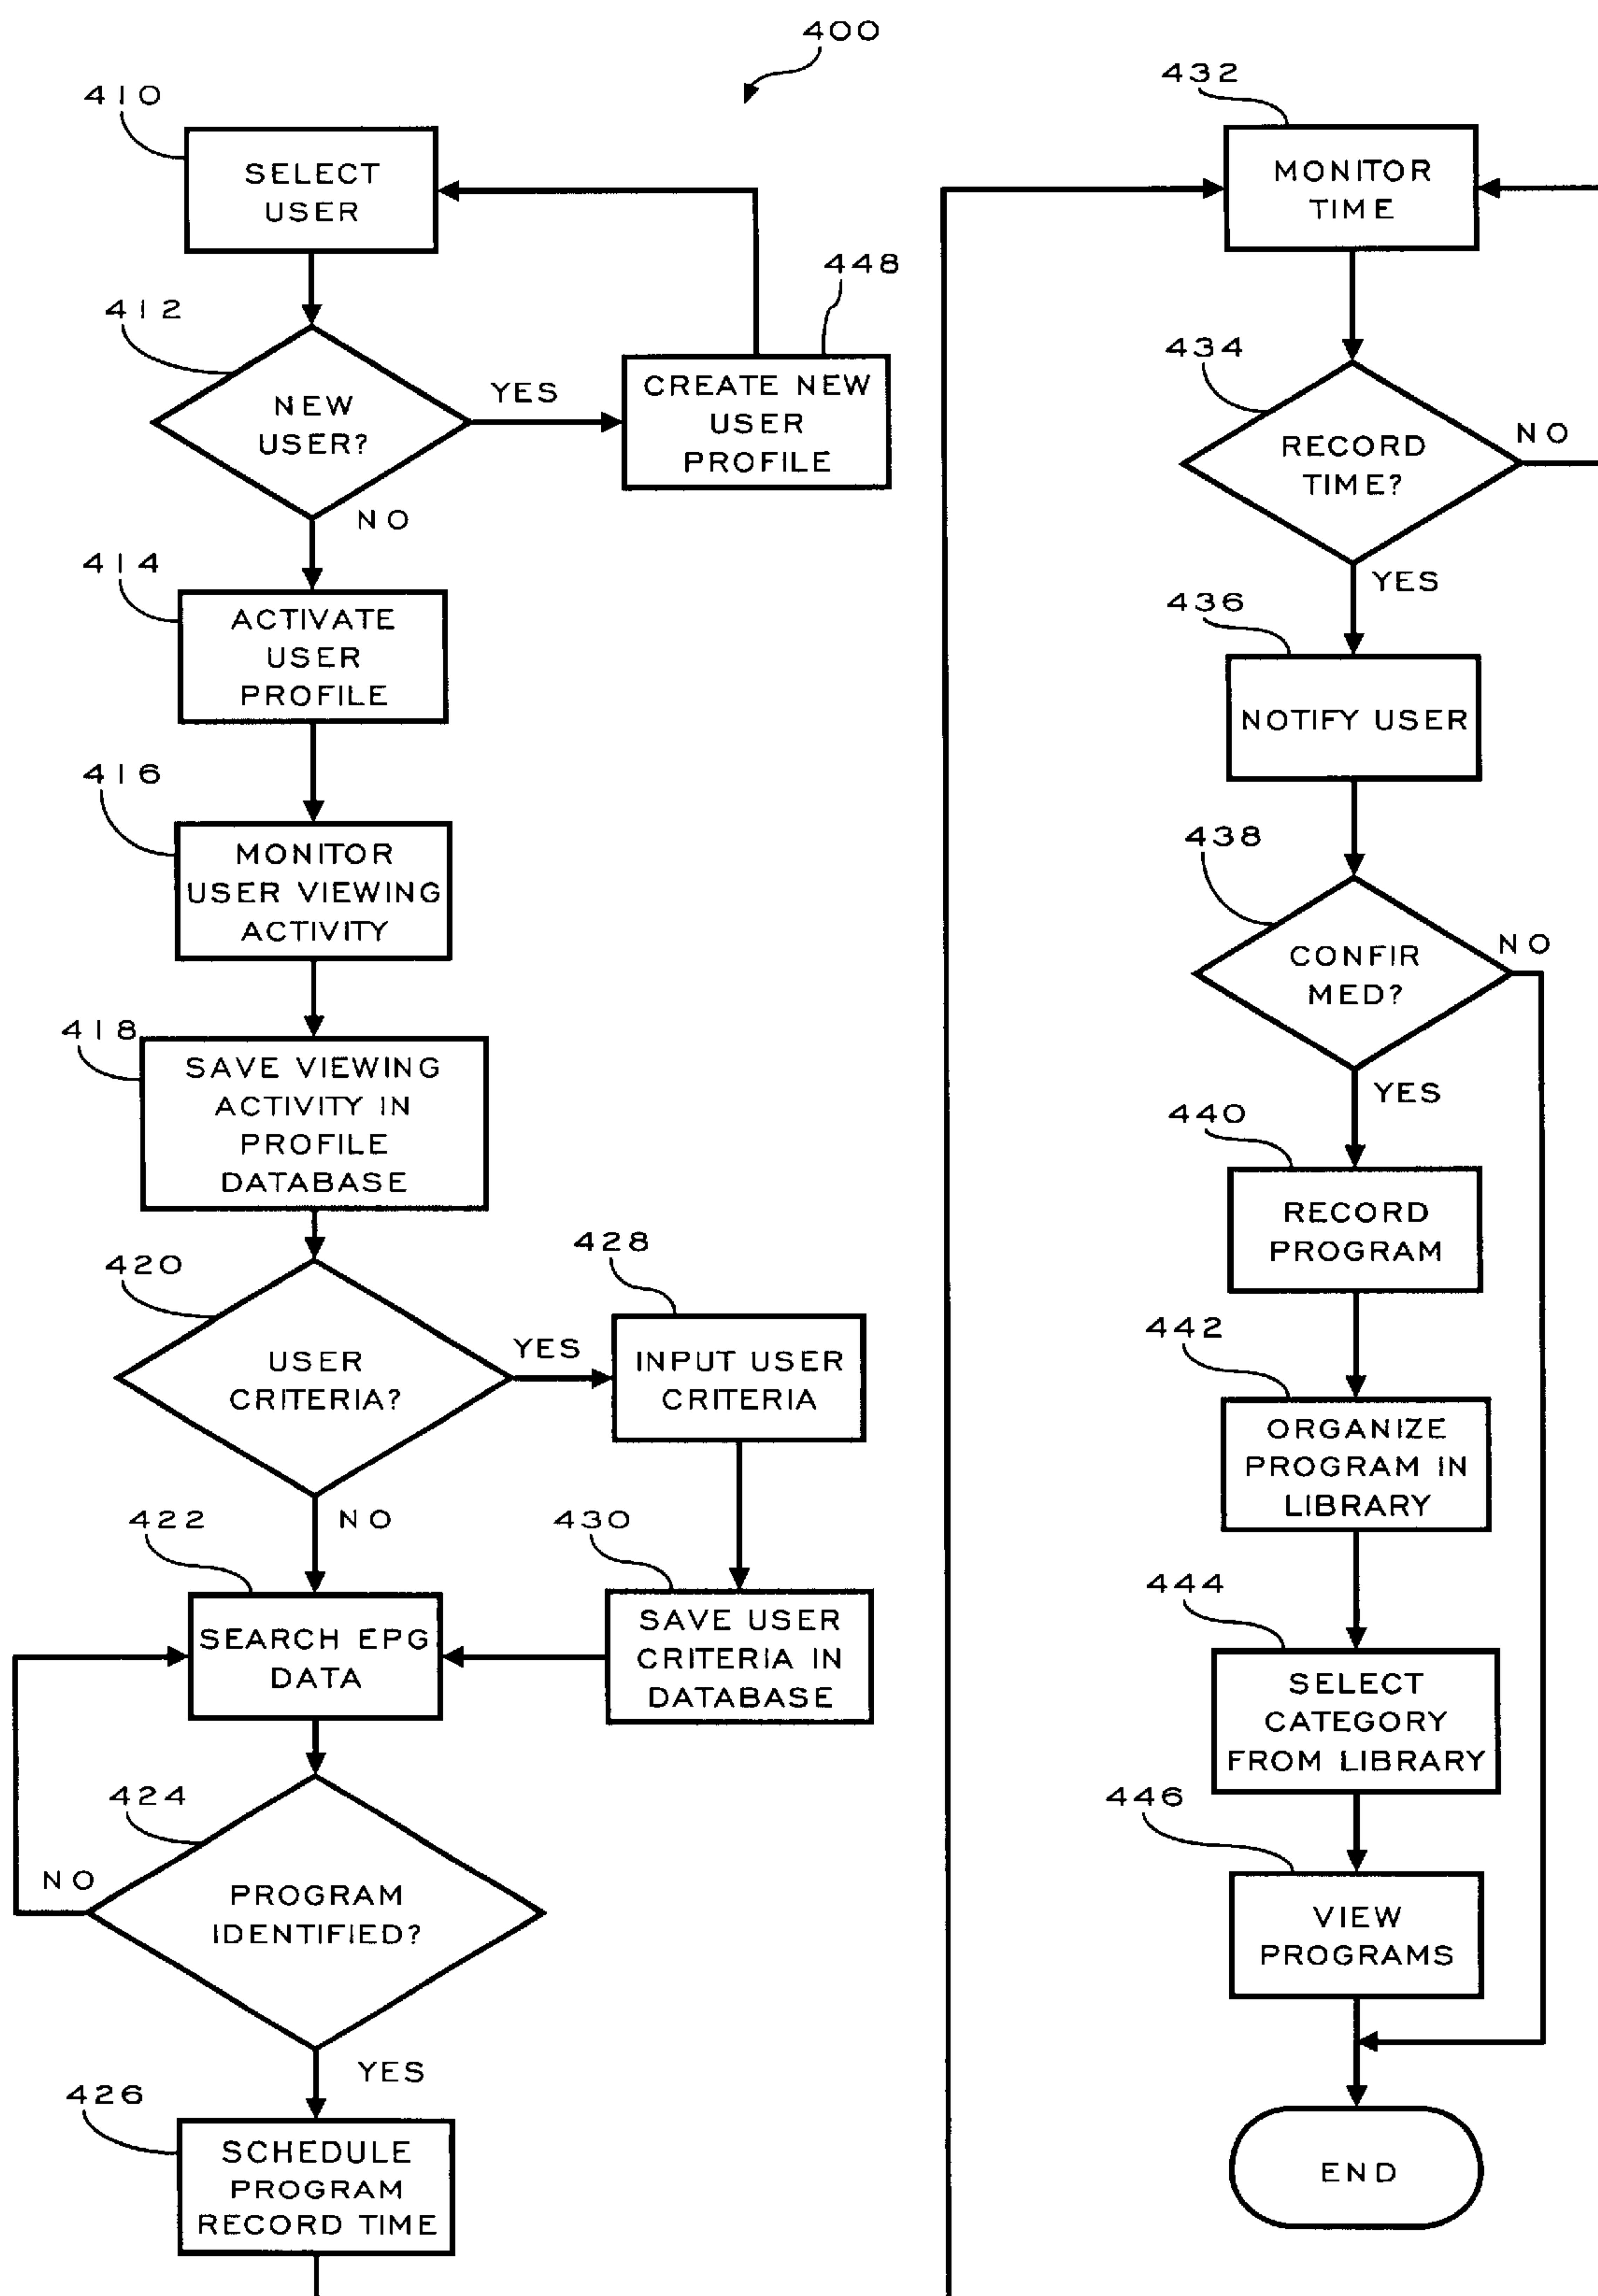 400
410
SELECT
USER
448
412
NEW
USER?
YES
CREATE NEW
USER
PROFILE
NO
414
ACTIVATE
USER
PROFILE
416
MONITOR
USER VIEWING
ACTIVITY
418
SAVE VIEWING
ACTIVITY IN
PROFILE
DATABASE
420
USER
CRITERIA?
YES
428
INPUT USER
CRITERIA
NO
422
SEARCH EPG
DATA
430
SAVE USER
CRITERIA IN
DATABASE
424
NO
PROGRAM
IDENTIFIED?
YES
426
SCHEDULE
PROGRAM
RECORD TIME
432
MONITOR
TIME
434
RECORD
TIME?
NO
YES
436
NOTIFY USER
438
CONFIR
MED?
NO
YES
440
RECORD
PROGRAM
442
ORGANIZE
PROGRAM IN
LIBRARY
444
SELECT
CATEGORY
FROM LIBRARY
446
VIEW
PROGRAMS
END